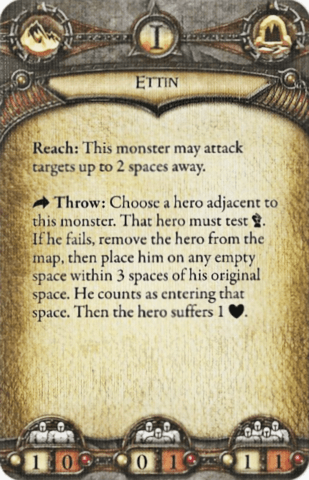 I
Ettin
Reach: This monster may attack
targets up to 2 spaces away.
Throw: Choose a hero adjacent to
this monster. That hero must test .
If he fails, remove the hero from the
map, then place him on any empty
space within 3 spaces of his original
space. He counts as entering that
space. Then the hero suffers 1 .
1 0 0 1 1 1